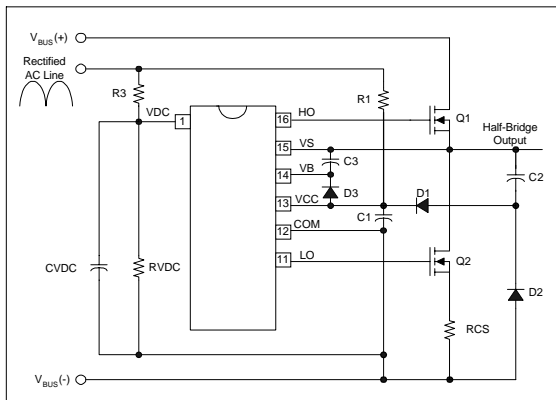 VBUS(+)
Rectified
AC Line
R3
R1
VDC
1
16
HO
Q1
15
VS
Half-Bridge
Output
C3
C2
14
VB
D3
D1
13
VCC
C1
12
COM
11
LO
Q2
CVDC
RVDC
D2
RCS
VBUS(-)